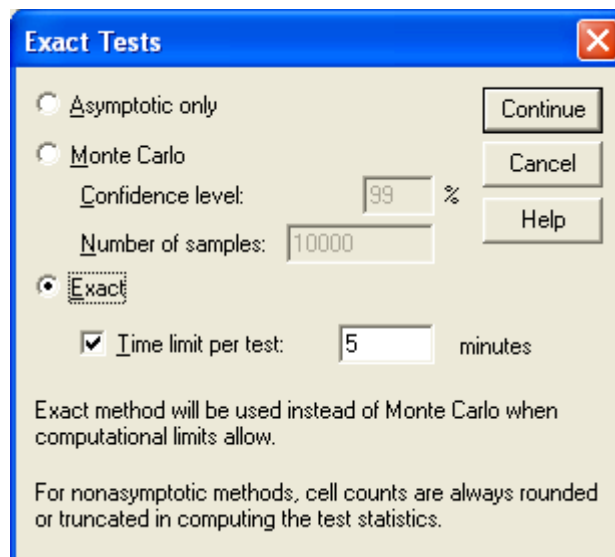 Exact Tests
Asymptotic only
Continue
Monte Carlo
Cancel
Confidence level: 99 %
Help
Number of samples: 10000
Exact
Time limit per test: 5 minutes
Exact method will be used instead of Monte Carlo when
computational limits allow.
For nonasymptotic methods, cell counts are always rounded
or truncated in computing the test statistics.